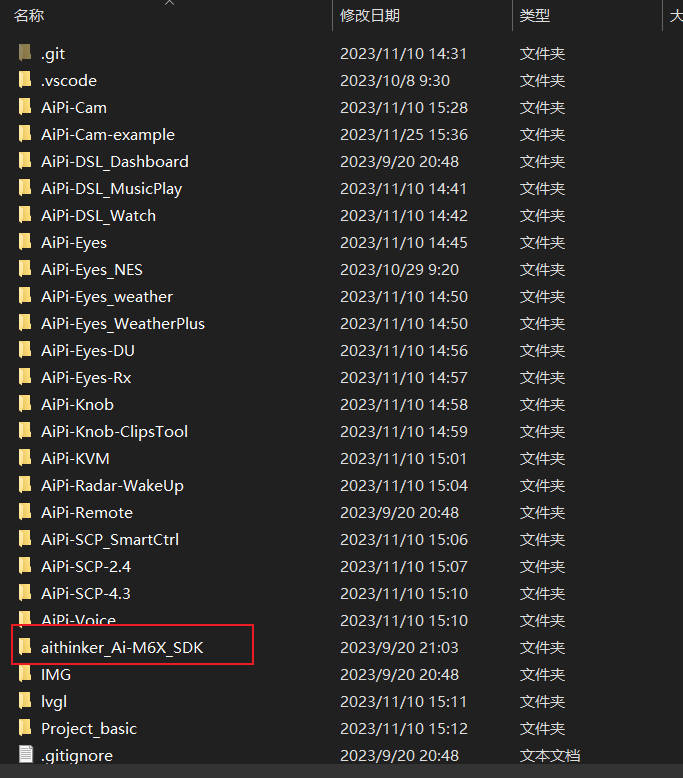 名称 修改日期 类型 大
.git 2023/11/10 14:31 文件夹
.vscode 2023/10/8 9:30 文件夹
AiPi-Cam 2023/11/10 15:28 文件夹
AiPi-Cam-example 2023/11/25 15:36 文件夹
AiPi-DSL_Dashboard 2023/9/20 20:48 文件夹
AiPi-DSL_MusicPlay 2023/11/10 14:41 文件夹
AiPi-DSL_Watch 2023/11/10 14:42 文件夹
AiPi-Eyes 2023/11/10 14:45 文件夹
AiPi-Eyes_NES 2023/10/29 9:20 文件夹
AiPi-Eyes_weather 2023/11/10 14:50 文件夹
AiPi-Eyes_WeatherPlus 2023/11/10 14:50 文件夹
AiPi-Eyes-DU 2023/11/10 14:56 文件夹
AiPi-Eyes-Rx 2023/11/10 14:57 文件夹
AiPi-Knob 2023/11/10 14:58 文件夹
AiPi-Knob-ClipsTool 2023/11/10 14:59 文件夹
AiPi-KVM 2023/11/10 15:01 文件夹
AiPi-Radar-WakeUp 2023/11/10 15:04 文件夹
AiPi-Remote 2023/9/20 20:48 文件夹
AiPi-SCP_SmartCtrl 2023/11/10 15:06 文件夹
AiPi-SCP-2.4 2023/11/10 15:07 文件夹
AiPi-SCP-4.3 2023/11/10 15:10 文件夹
AiPi-Voice 2023/11/10 15:10 文件夹
aithinker_Ai-M6X_SDK 2023/9/20 21:03 文件夹
IMG 2023/9/20 20:48 文件夹
lvgl 2023/11/10 15:11 文件夹
Project_basic 2023/11/10 15:12 文件夹
.gitignore 2023/9/20 20:48 文本文档